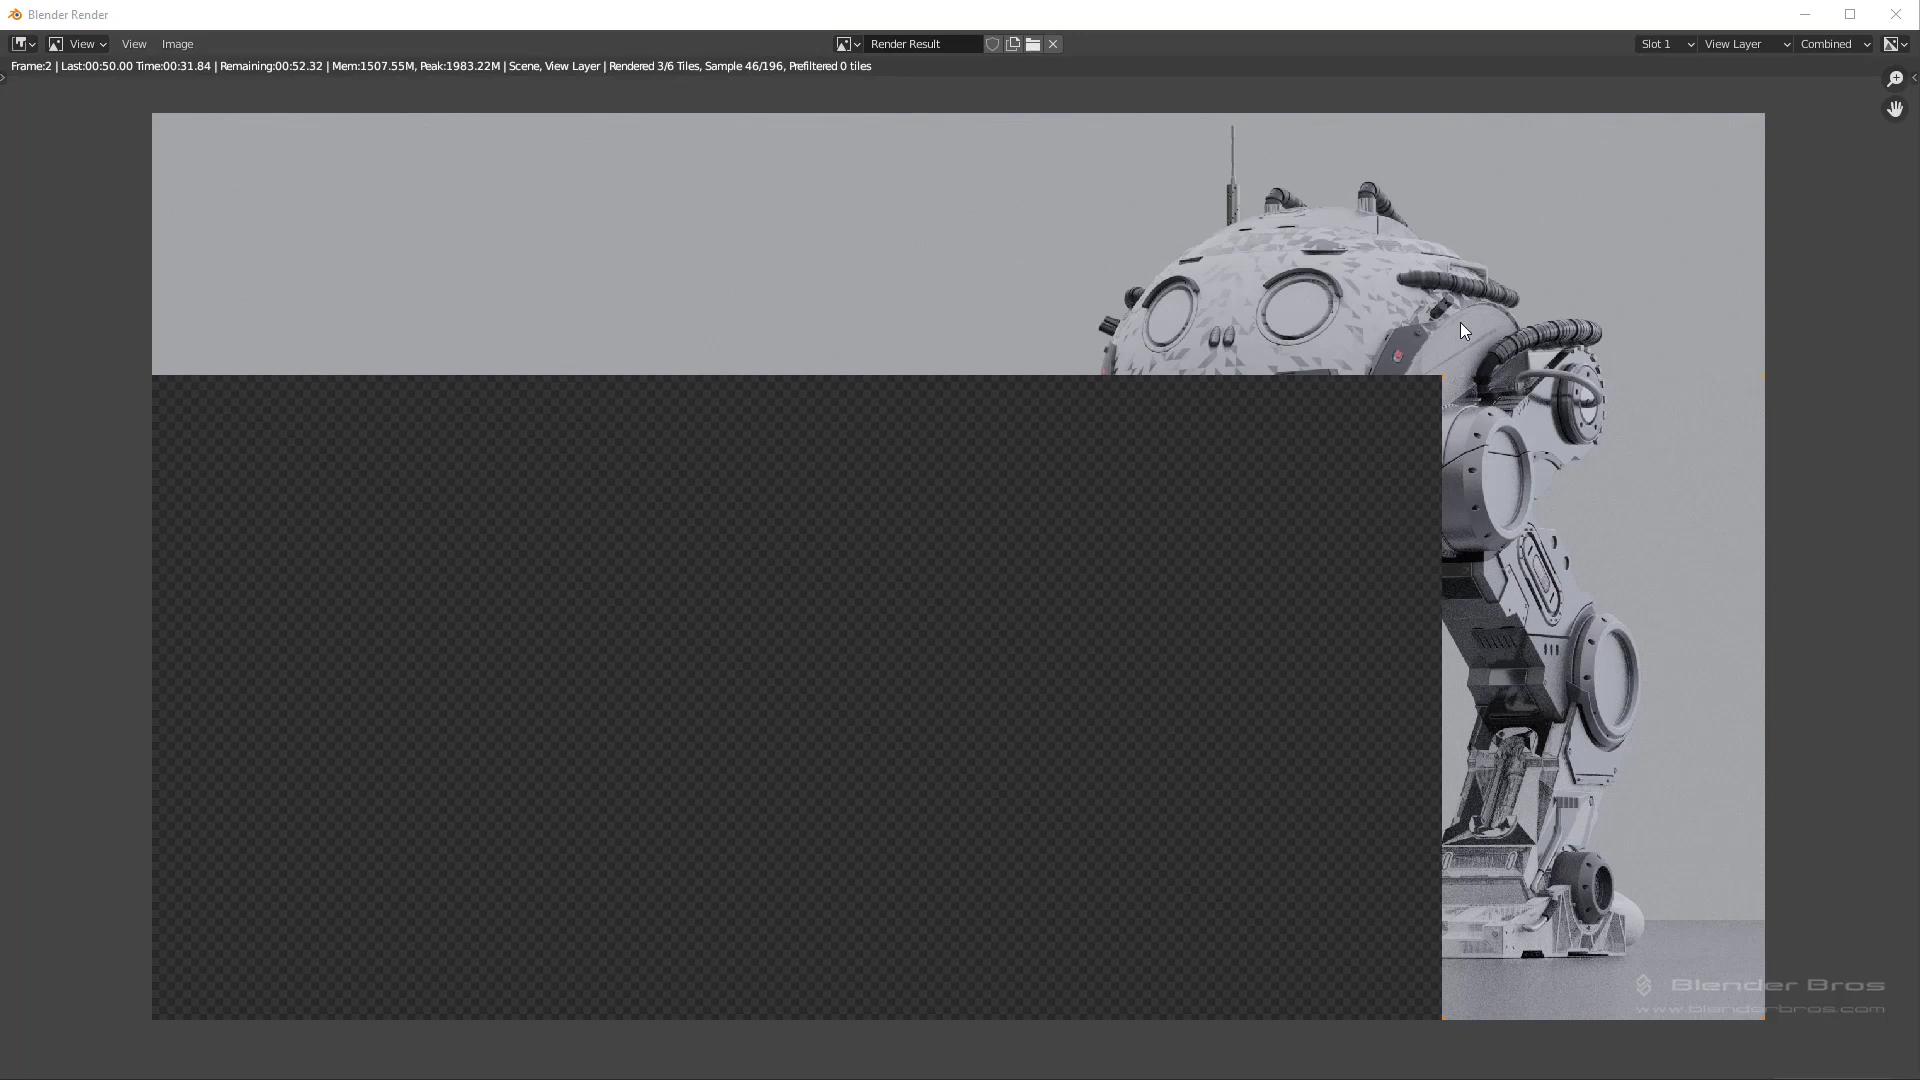 Blender Render
View View Image Render Result Slot 1 View Layer Combined
Frame:2 | Last:00:50.00 Time:00:31.84 | Remaining:00:52.32 | Mem:1507.55M, Peak:1983.22M | Scene, View Layer | Rendered 3/6 Tiles, Sample 46/196, Prefiltered 0 tiles
Blender Bros
www.blenderbros.com